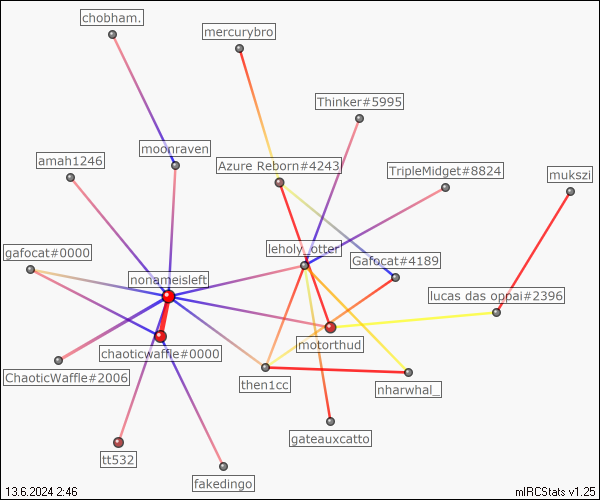 chobham.
mercurybro
Thinker#5995
moonraven
amah1246
Azure Reborn#4243
TripleMidget#8824
mukszi
gafocat#0000
leholy_otter
Gafocat#4189
nonameisleft
lucas das oppai#2396
motorthud
chaoticwaffle#0000
ChaoticWaffle#2006
then1cc
nharwhal_
gateauxcatto
tt532
fakedingo
13.6.2024 2:46
mIRCStats v1.25